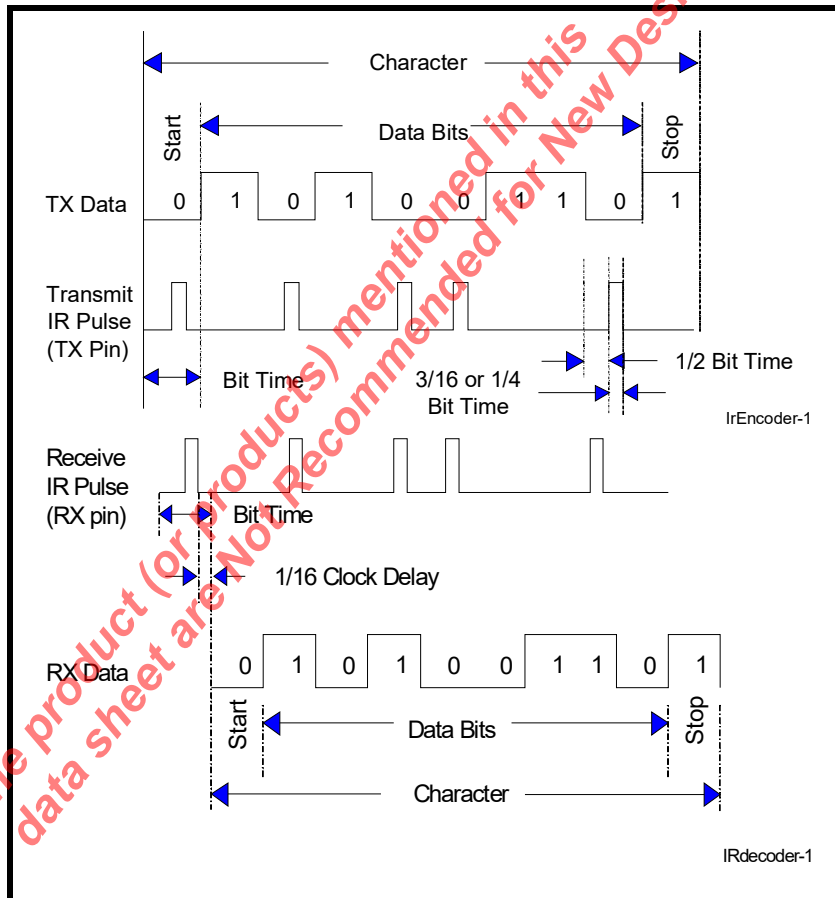 Character
Start
Data Bits
Stop
TX Data
0 1 0 1 0 0 1 1 0 1
Transmit
IR Pulse
(TX Pin)
Bit Time
1/2 Bit Time
3/16 or 1/4
Bit Time
IrEncoder-1
Receive
IR Pulse
(RX pin)
Bit Time
1/16 Clock Delay
RX Data
0 1 0 1 0 0 1 1 0 1
Start
Data Bits
Stop
Character
IRdecoder-1
product (or products) mentioned in this
data sheet are Not Recommended for New